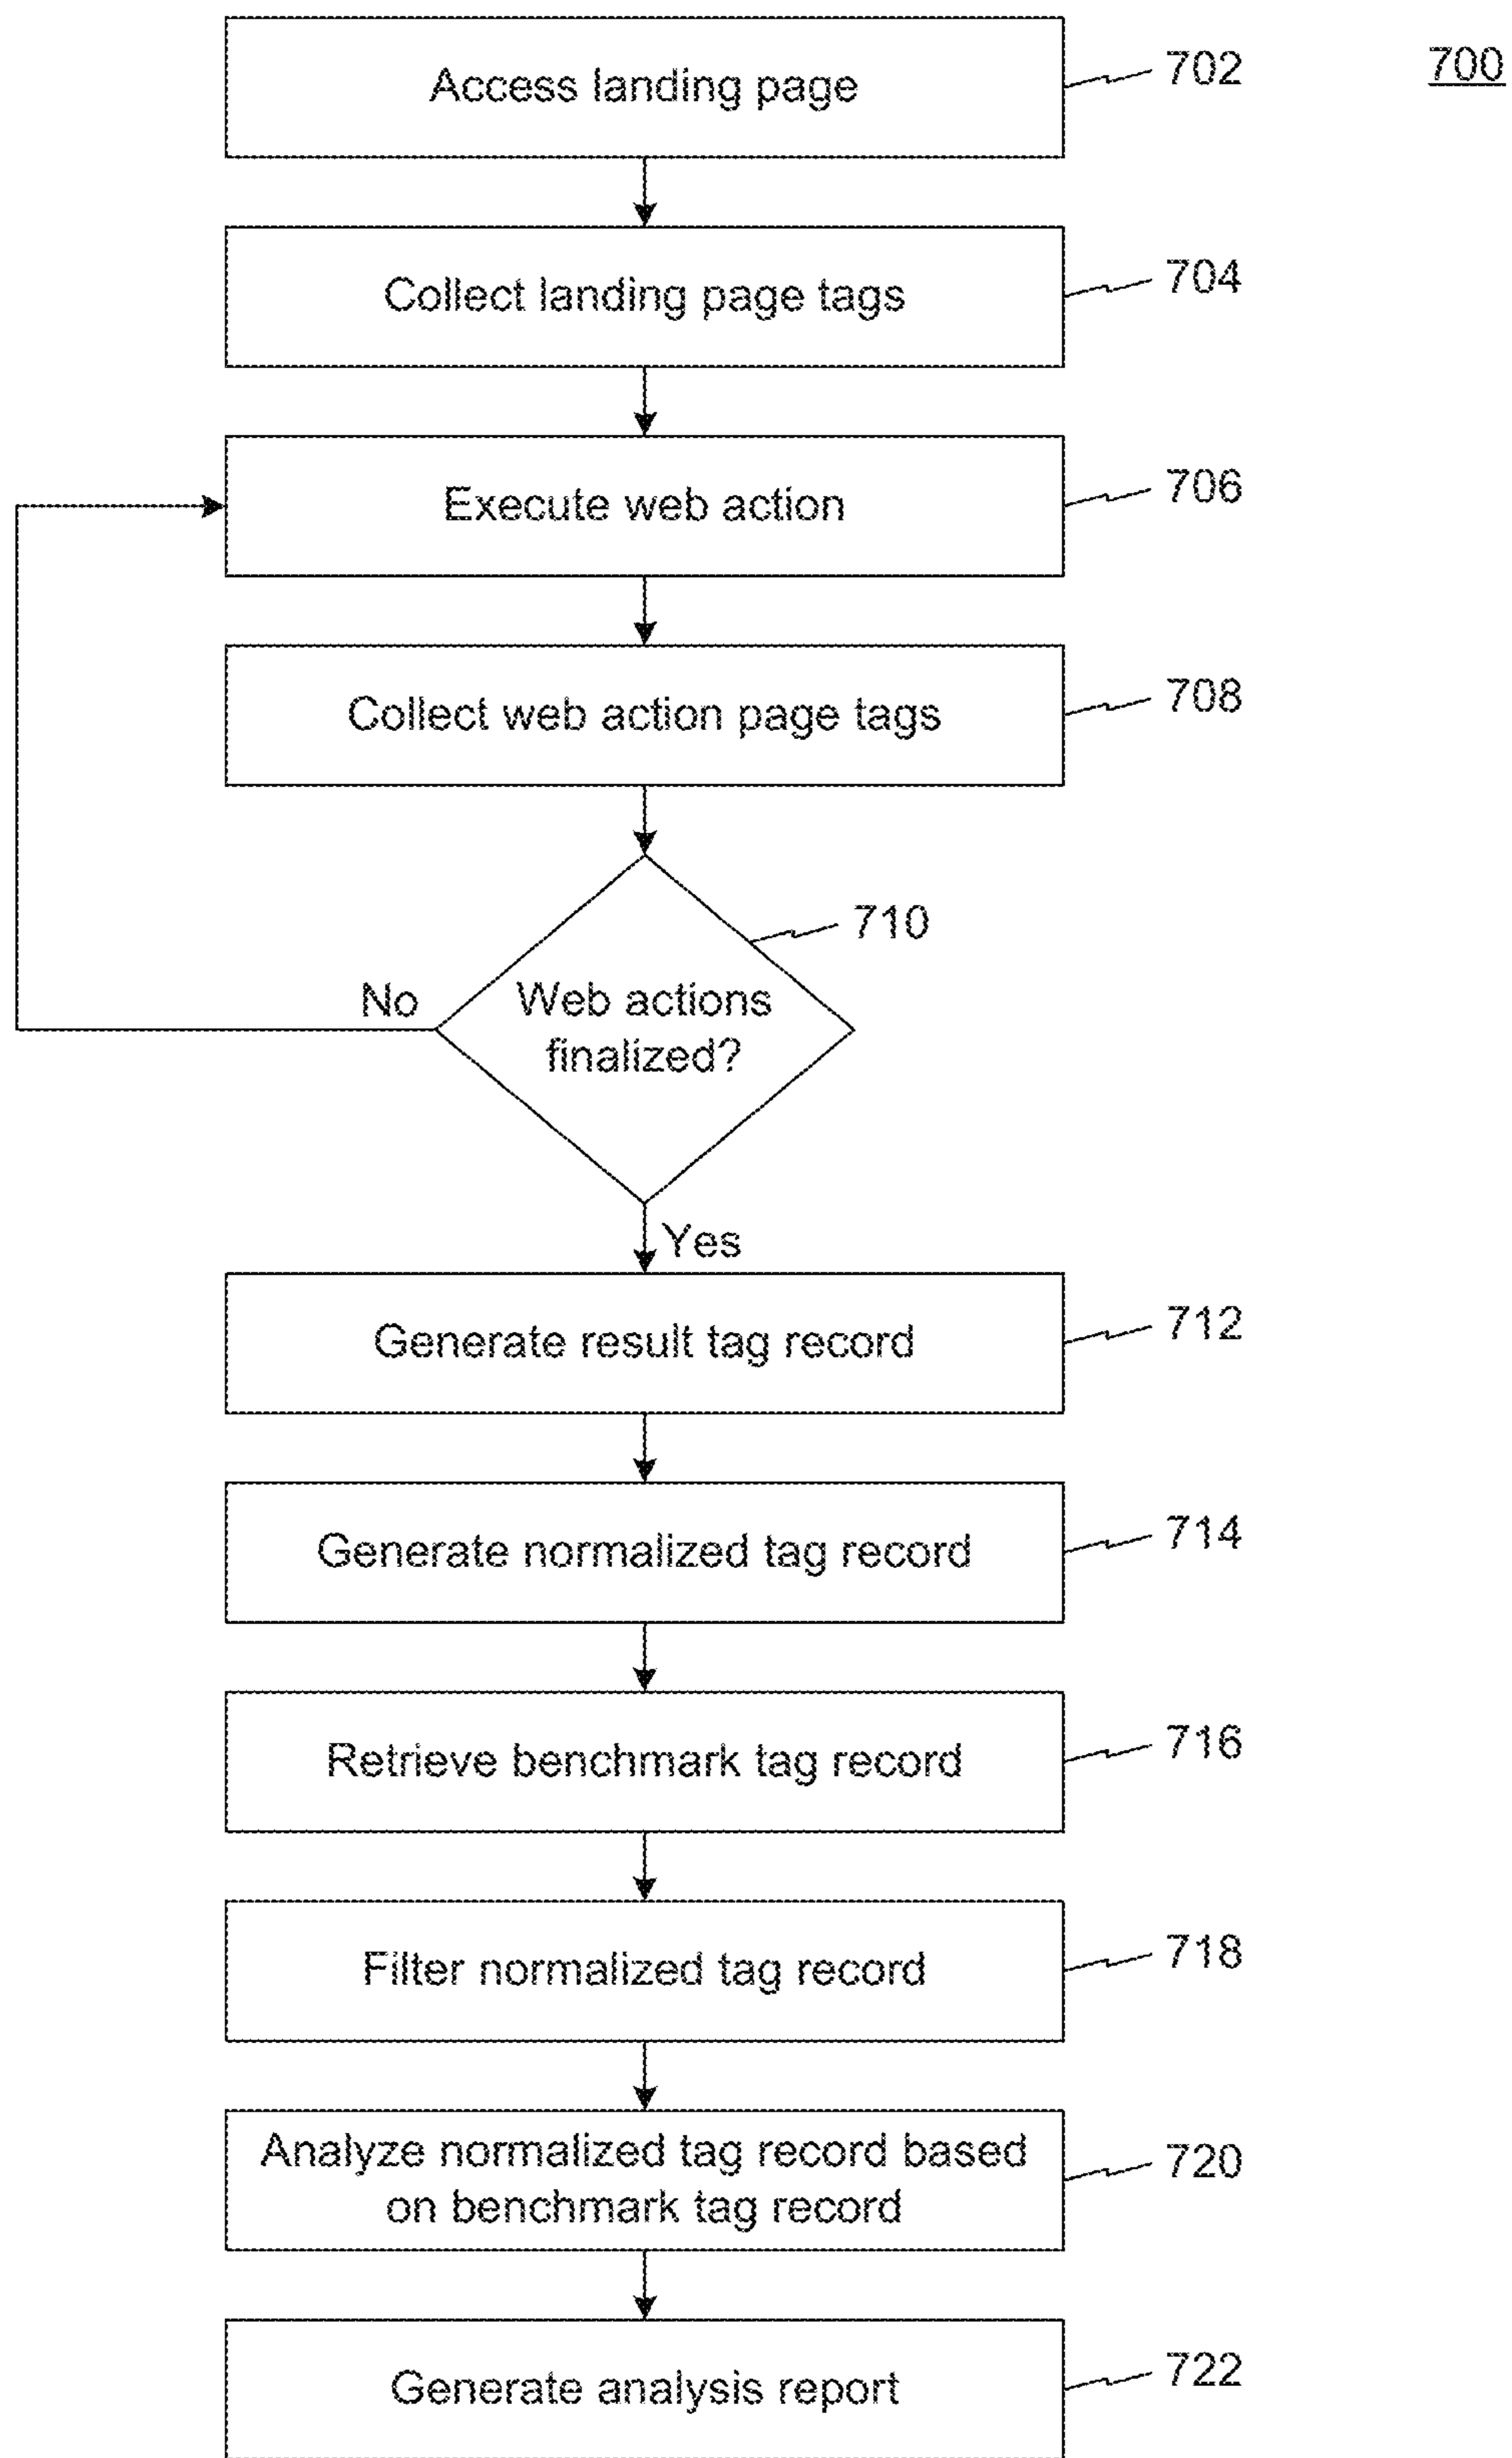 Access landing page
702
700
Collect landing page tags
704
Execute web action
706
Collect web action page tags
708
710
No
Web actions
finalized?
Yes
Generate result tag record
712
Generate normalized tag record
714
Retrieve benchmark tag record
716
Filter normalized tag record
718
Analyze normalized tag record based
on benchmark tag record
720
Generate analysis report
722